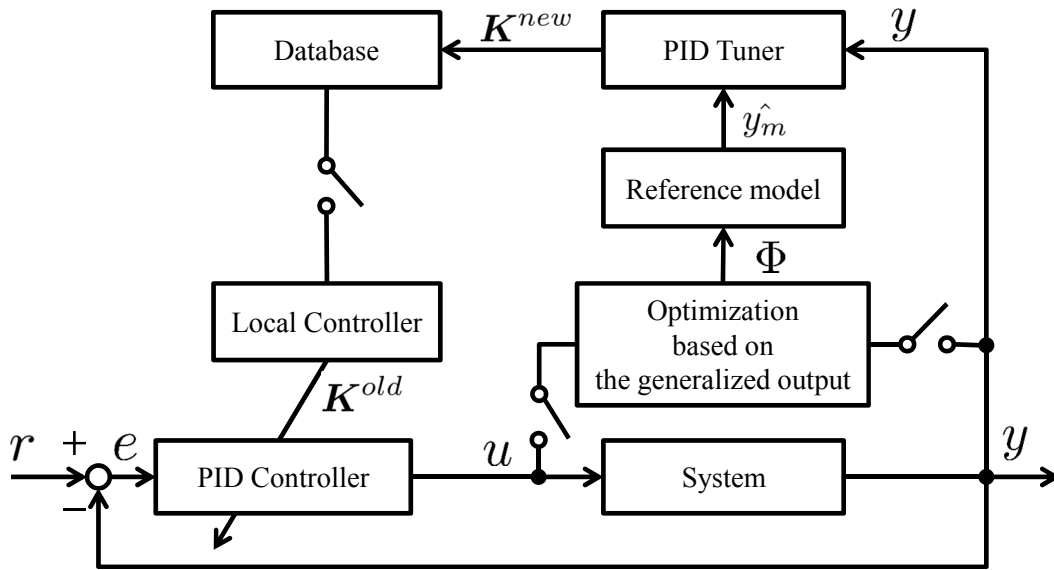 Database
K^{new}
PID Tuner
y
\hat{y_m}
Reference model
Φ
Local Controller
Optimization
based on
the generalized output
K^{old}
r
+
−
e
PID Controller
u
System
y